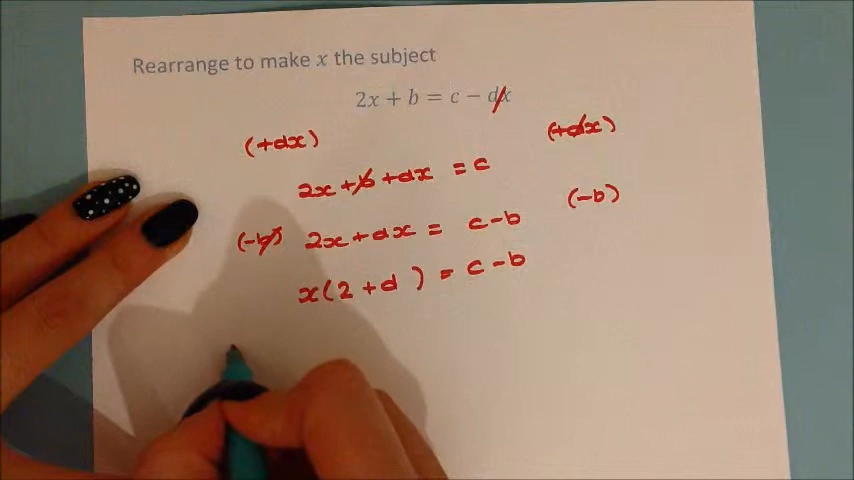 Rearrange to make x the subject
2x + b = c − dx
(+dx) (+dx)
2x+b+dx = c
(-b) 2x+dx = c-b (-b)
x(2+d) = c-b